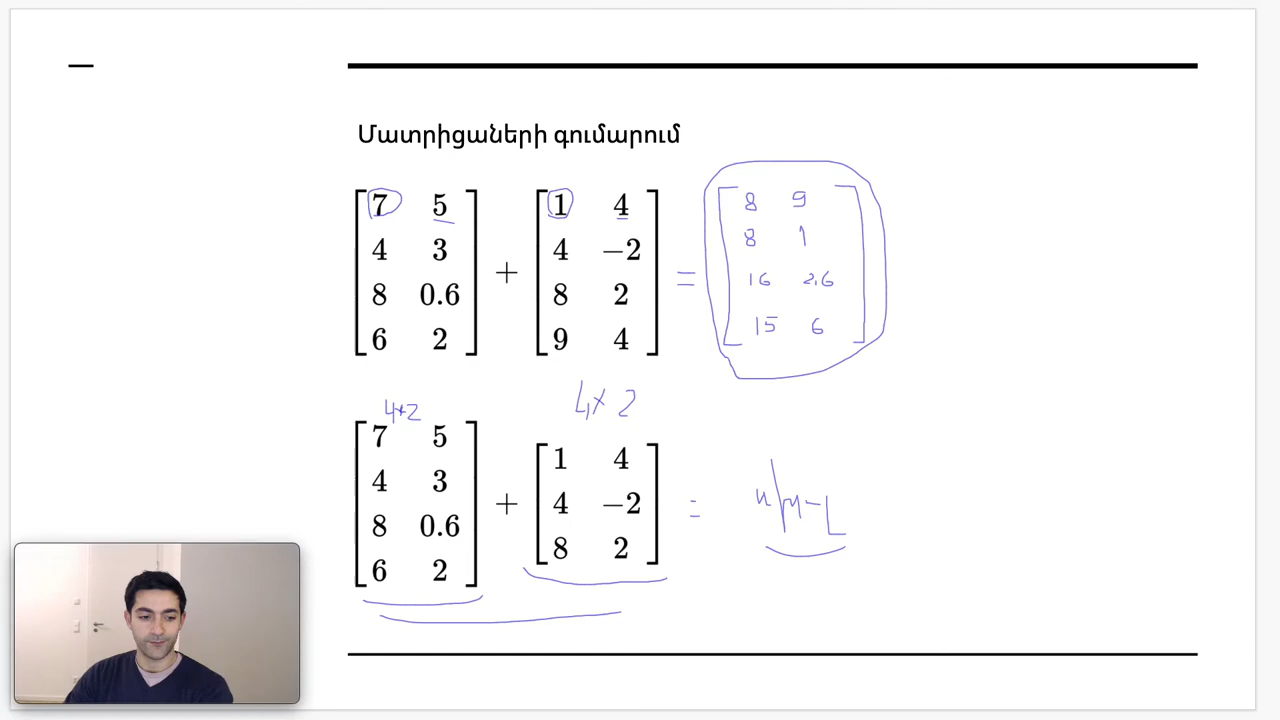 Մատրիցաների գումարում
7 5 1 4 8 9
4 3 4 −2 8 1
+ =
8 0.6 8 2 16 2,6
6 2 9 4 15 6
4×2 4×2
7 5
1 4
4 3
+ 4 −2 =
8 0.6
8 2
6 2